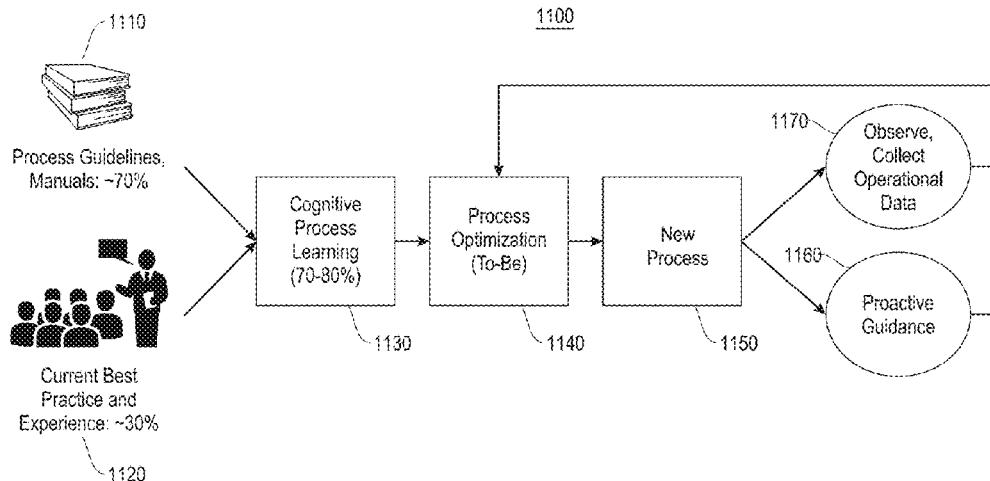 1100
1110
Process Guidelines,
Manuals: ~70%
Current Best
Practice and
Experience: ~30%
1120
Cognitive
Process
Learning
(70-80%)
1130
Process
Optimization
(To-Be)
1140
New
Process
1150
1170
Observe,
Collect
Operational
Data
1160
Proactive
Guidance